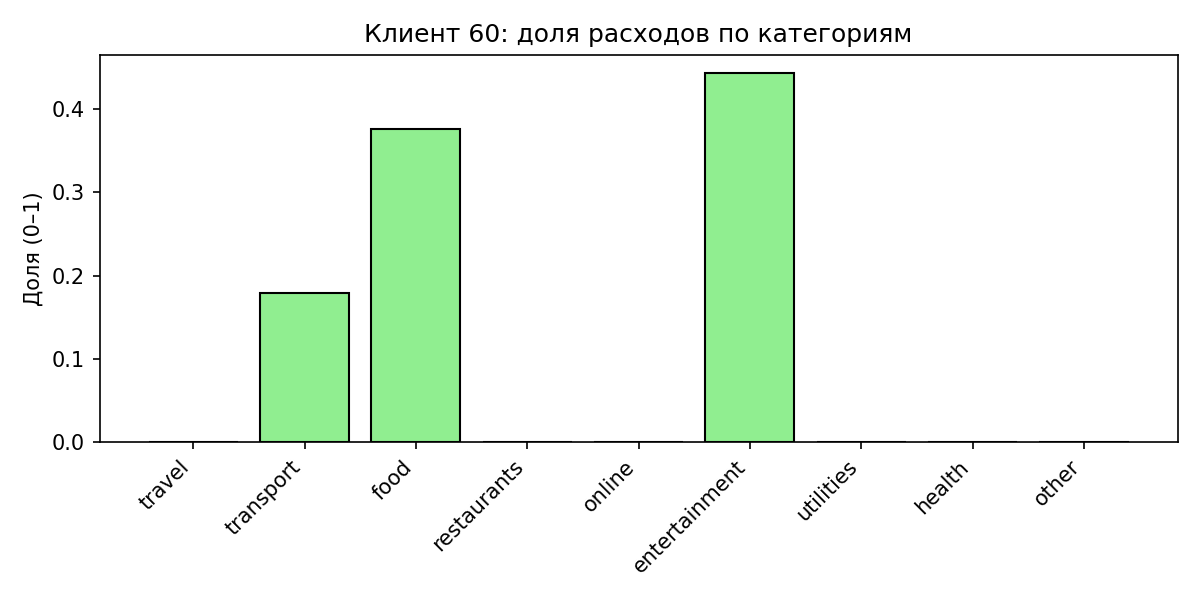 Клиент 60: доля расходов по категориям
Доля (0–1)
0.4
0.3
0.2
0.1
0.0
travel
transport
food
restaurants
online
entertainment
utilities
health
other